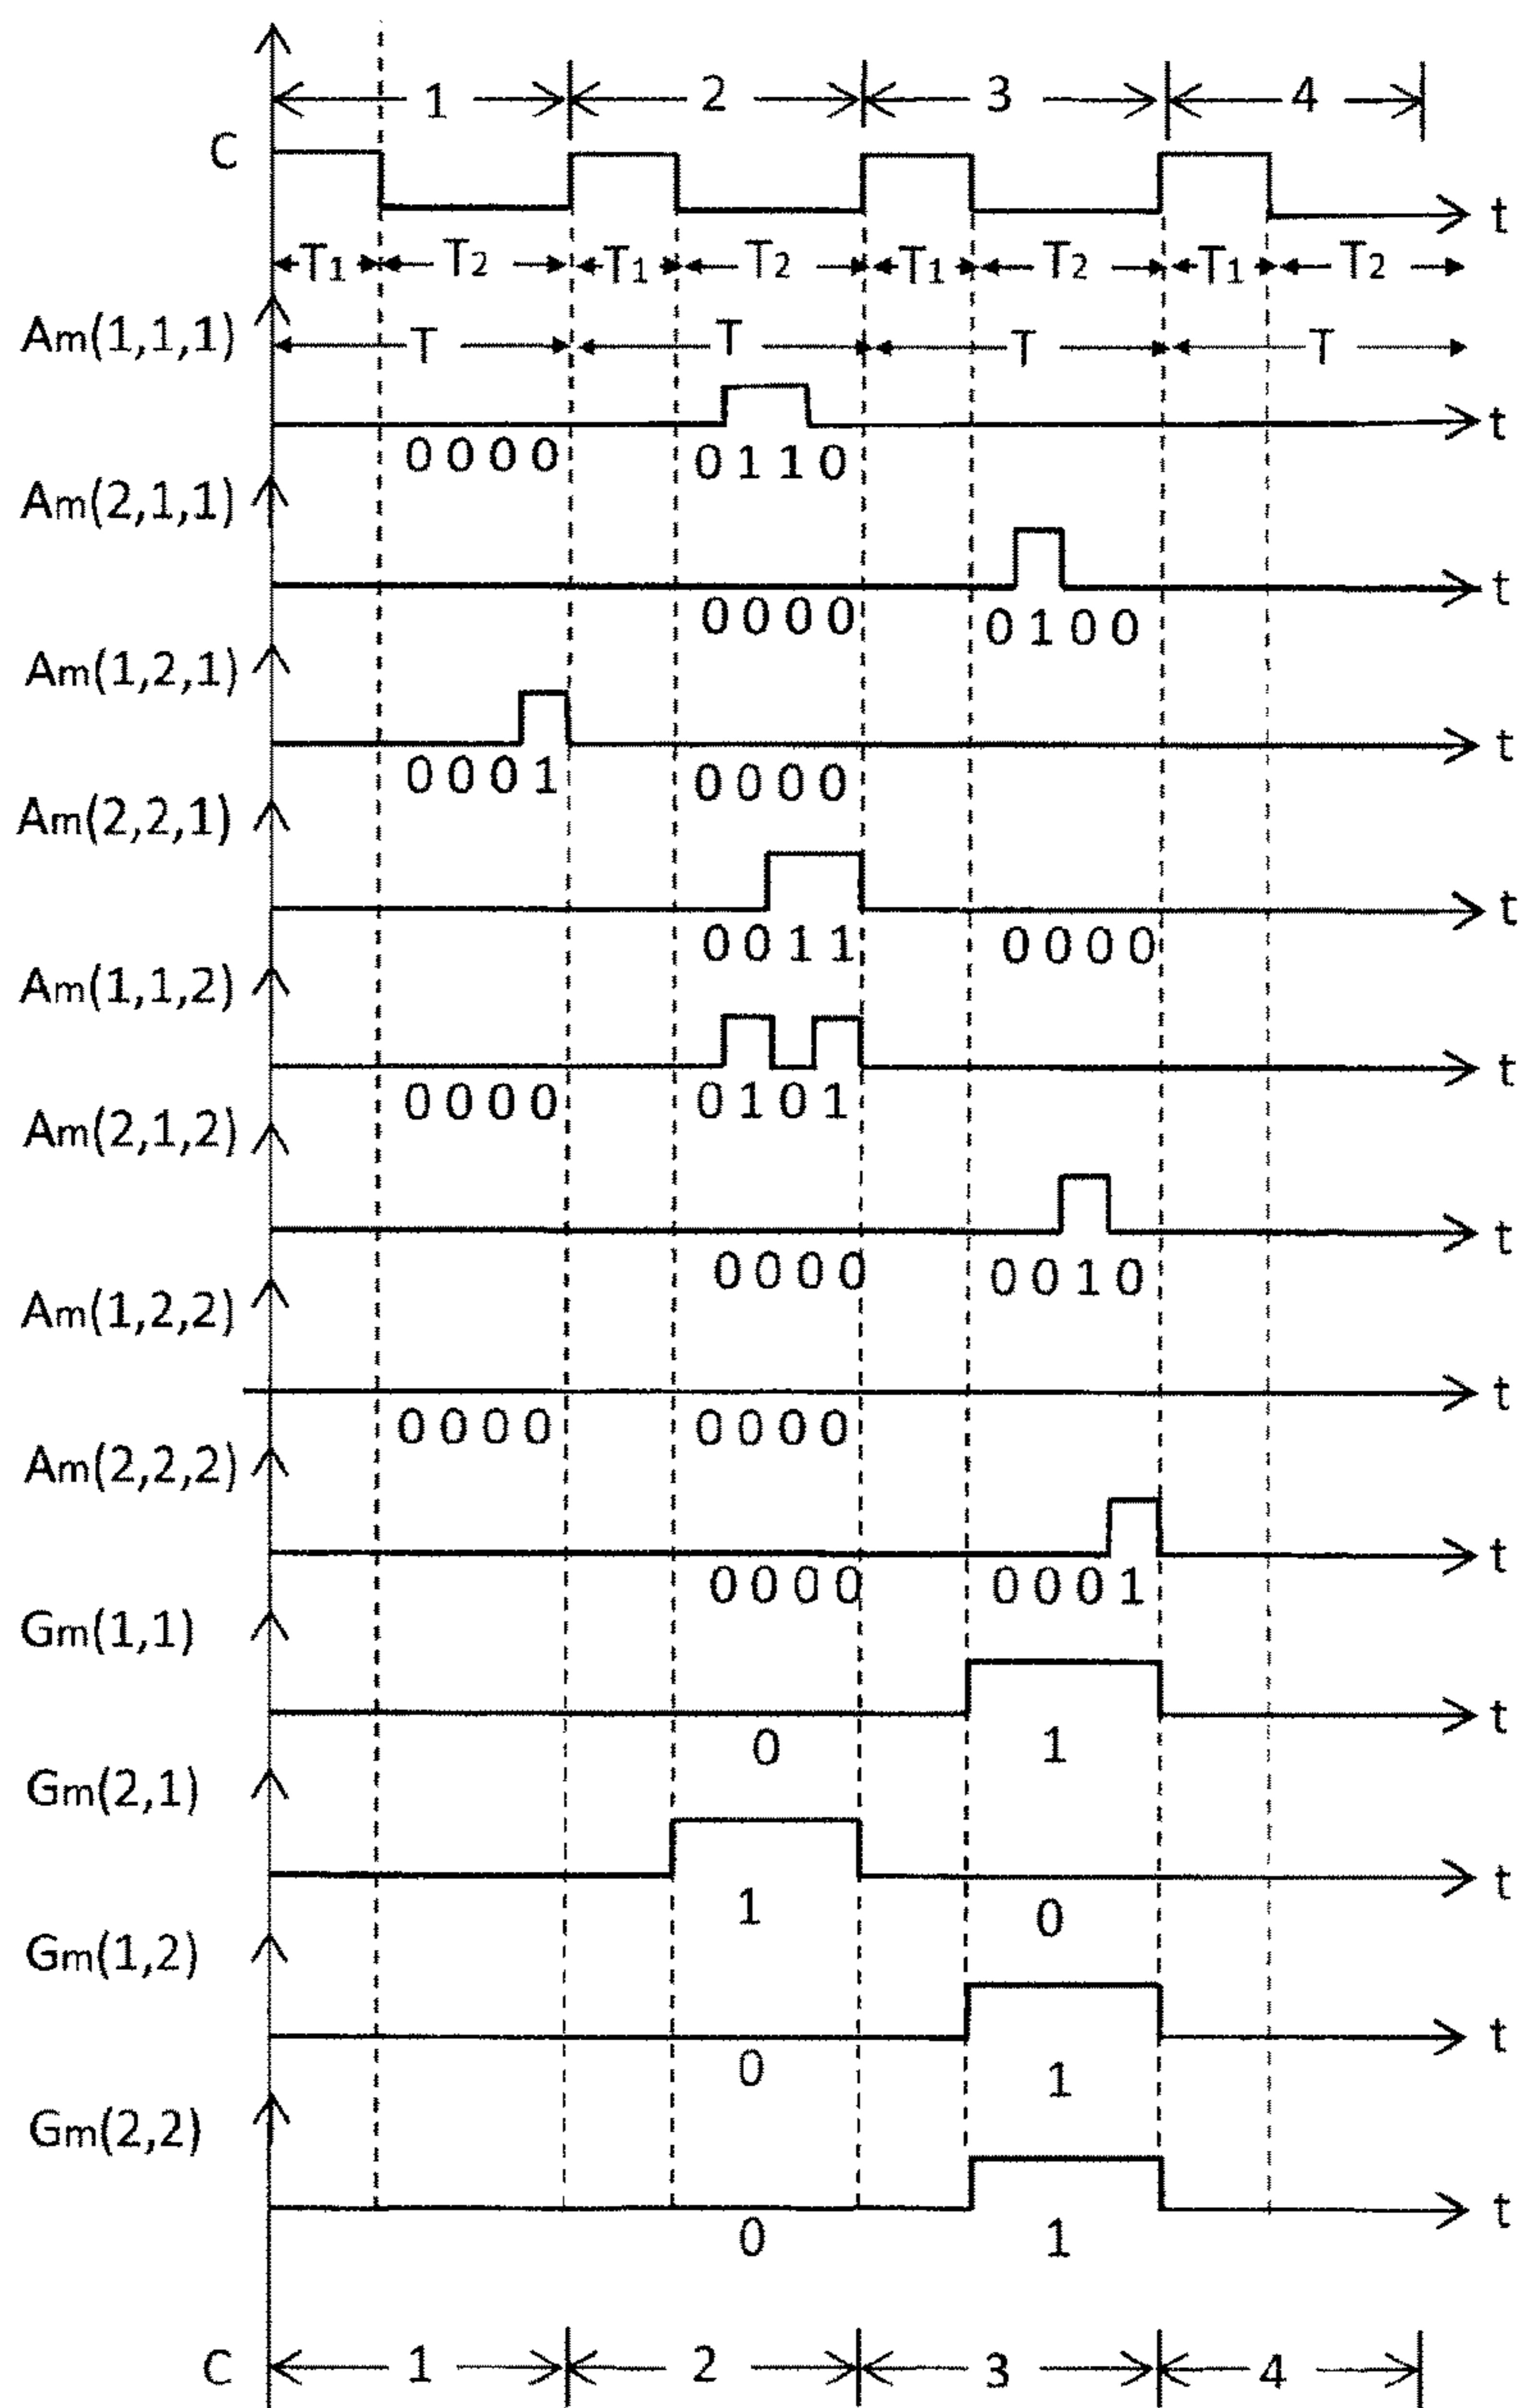 1 2 3 4
C
t
T1 T2 T1 T2 T1 T2 T1 T2
Am(1,1,1)
T T T T
t
0 0 0 0 0 1 1 0
Am(2,1,1)
t
0 0 0 0 0 1 0 0
Am(1,2,1)
t
0 0 0 1 0 0 0 0
Am(2,2,1)
t
0 0 1 1 0 0 0 0
Am(1,1,2)
t
0 0 0 0 0 1 0 1
Am(2,1,2)
t
0 0 0 0 0 0 1 0
Am(1,2,2)
t
0 0 0 0 0 0 0 0
Am(2,2,2)
t
0 0 0 0 0 0 0 1
Gm(1,1)
t
0 1
Gm(2,1)
t
1 0
Gm(1,2)
t
0 1
Gm(2,2)
t
0 1
C 1 2 3 4